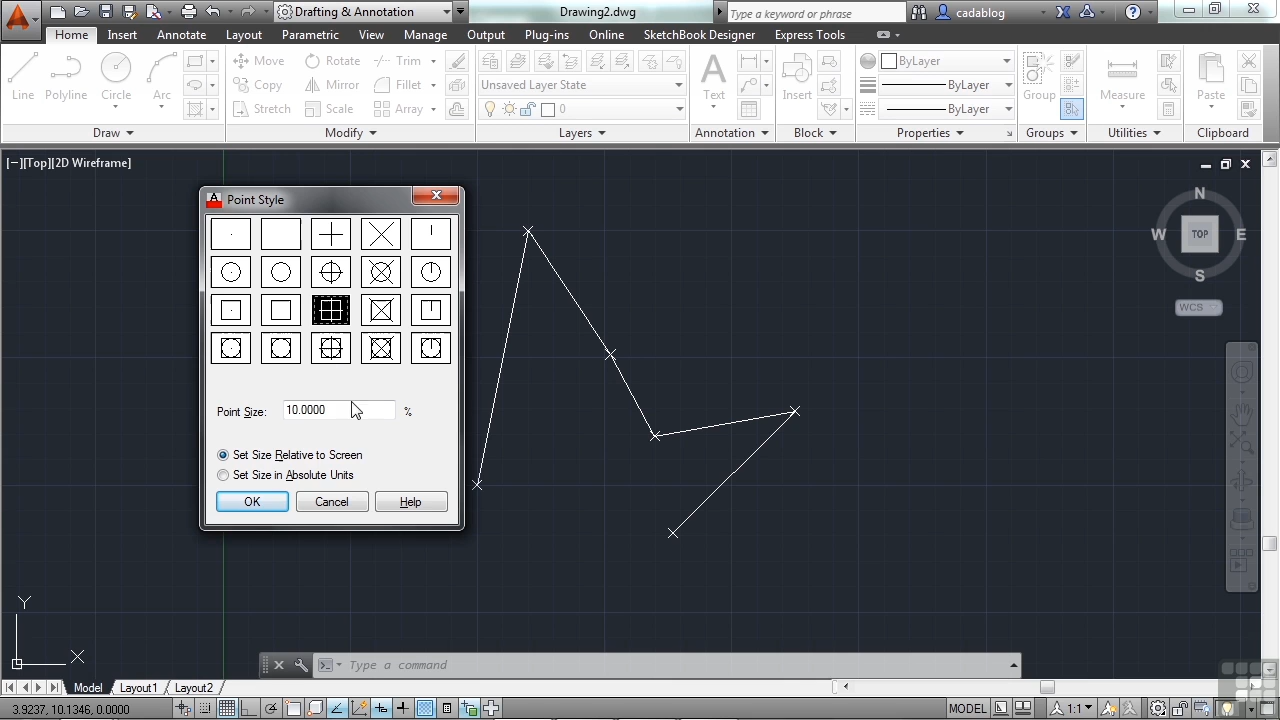 Drafting & Annotation
Drawing2.dwg
Type a keyword or phrase
cadablog
Home Insert Annotate Layout Parametric View Manage Output Plug-ins Online SketchBook Designer Express Tools
Line Polyline Circle Arc
Move Rotate Trim
Copy Mirror Fillet
Stretch Scale Array
Unsaved Layer State
0
Text
Insert
ByLayer
ByLayer
ByLayer
Group
Measure
Paste
Draw Modify Layers Annotation Block Properties Groups Utilities Clipboard
[−][Top][2D Wireframe]
N
W TOP E
S
WCS
Point Style
Point Size: 10.0000 %
Set Size Relative to Screen
Set Size in Absolute Units
OK Cancel Help
Y
X
Type a command
Model Layout1 Layout2
3.9237, 10.1346, 0.0000
MODEL
1:1